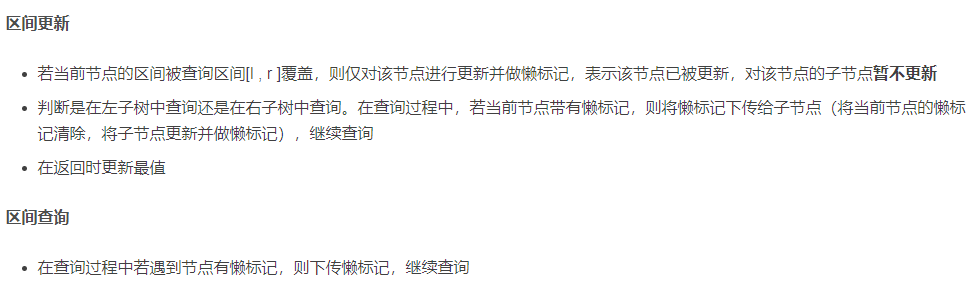 区间更新
• 若当前节点的区间被查询区间[l , r ]覆盖，则仅对该节点进行更新并做懒标记，表示该节点已被更新，对该节点的子节点暂不更新
• 判断是在左子树中查询还是在右子树中查询。在查询过程中，若当前节点带有懒标记，则将懒标记下传给子节点（将当前节点的懒标
记清除，将子节点更新并做懒标记），继续查询
• 在返回时更新最值
区间查询
• 在查询过程中若遇到节点有懒标记，则下传懒标记，继续查询